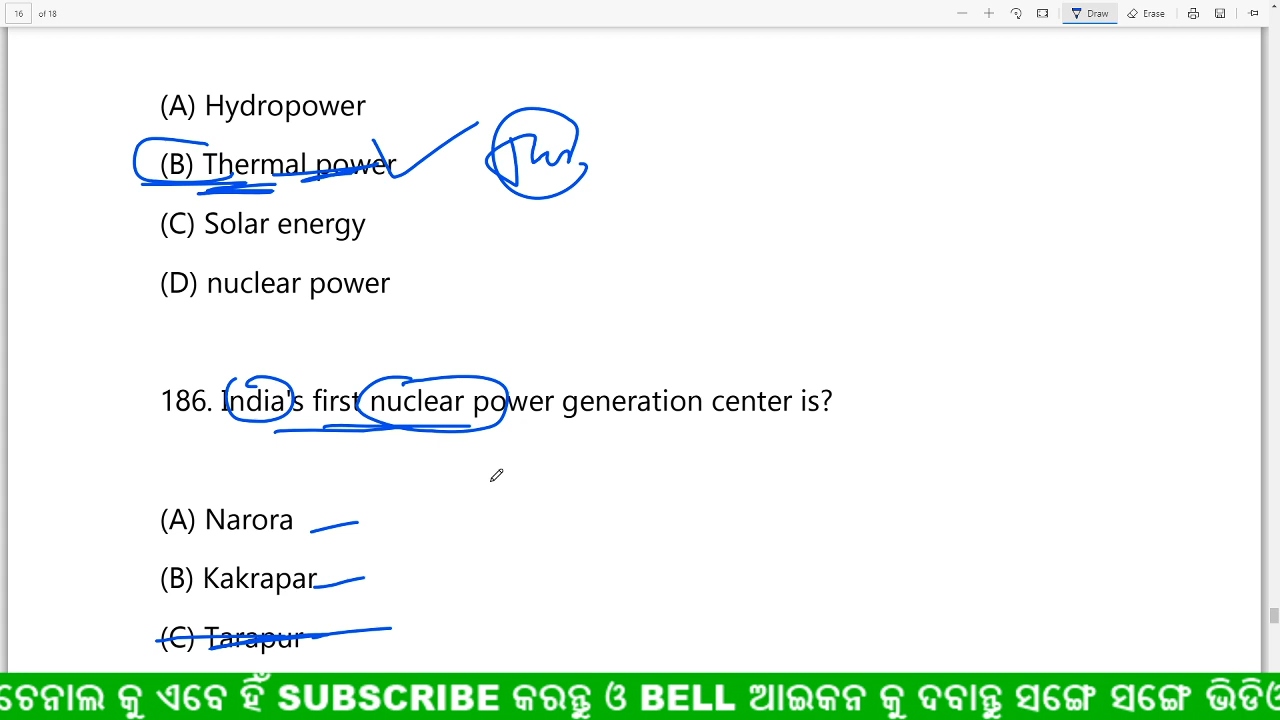 16 of 18 Draw Erase
(A) Hydropower
(B) Thermal power
(C) Solar energy
(D) nuclear power
186. India's first nuclear power generation center is?
(A) Narora
(B) Kakrapar
(C) Tarapur
ଚେନାଲ କୁ ଏବେ ହିଁ SUBSCRIBE କରନ୍ତୁ ଓ BELL ଆଇକନ କୁ ଦବାନ୍ତୁ ସଙ୍ଗେ ସଙ୍ଗେ ଭିଡିଓ